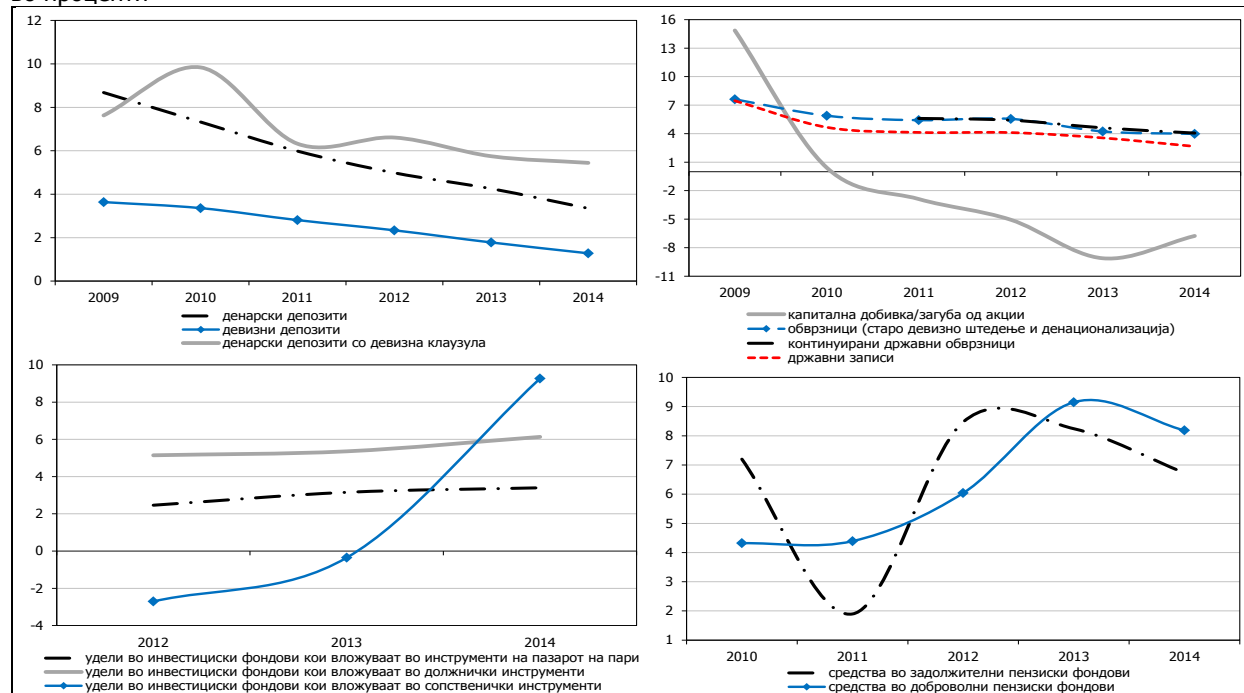 во проценти
12
10
8
6
4
2
0
2009 2010 2011 2012 2013 2014
денарски депозити
девизни депозити
денарски депозити со девизна клаузула
16
13
10
7
4
1
-2
-5
-8
-11
2009 2010 2011 2012 2013 2014
капитална добивка/загуба од акции
обврзници (старо девизно штедење и денационализација)
континуирани државни обврзници
државни записи
10
8
6
4
2
0
-2
-4
2012 2013 2014
удели во инвестициски фондови кои вложуваат во инструменти на пазарот на пари
удели во инвестициски фондови кои вложуваат во должнички инструменти
удели во инвестициски фондови кои вложуваат во сопственички инструменти
10
9
8
7
6
5
4
3
2
1
2010 2011 2012 2013 2014
средства во задолжителни пензиски фондови
средства во доброволни пензиски фондови